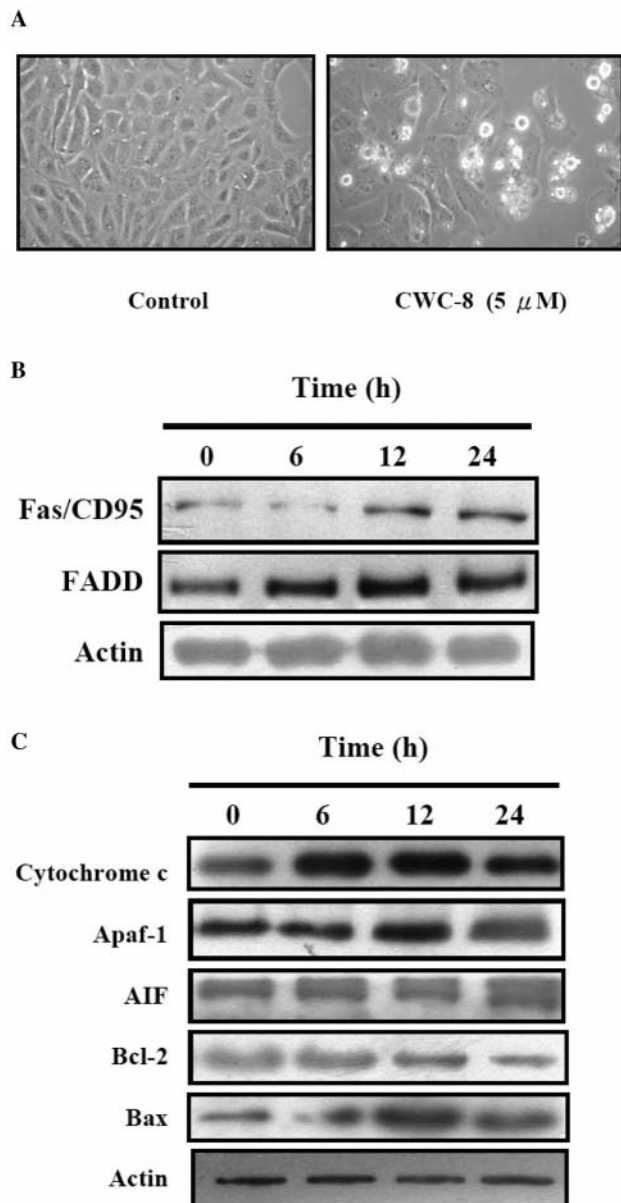 A
Control
CWC-8 (5 μM)
B
Time (h)
0 6 12 24
Fas/CD95
FADD
Actin
C
Time (h)
0 6 12 24
Cytochrome c
Apaf-1
AIF
Bcl-2
Bax
Actin